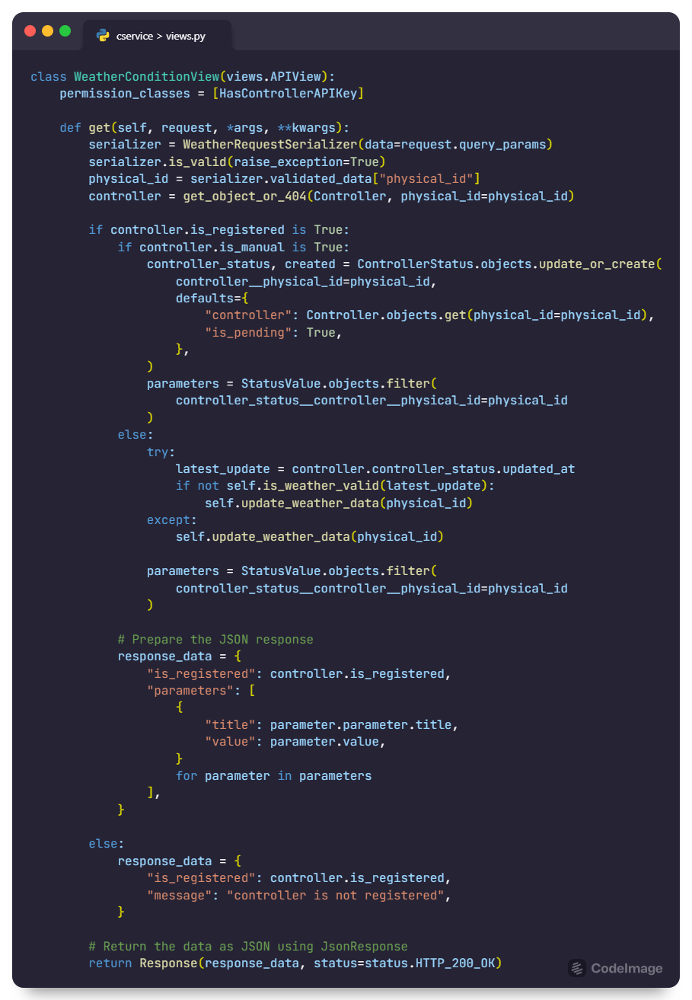 cservice > views.py
class WeatherConditionView(views.APIView):
    permission_classes = [HasControllerAPIKey]

    def get(self, request, *args, **kwargs):
        serializer = WeatherRequestSerializer(data=request.query_params)
        serializer.is_valid(raise_exception=True)
        physical_id = serializer.validated_data["physical_id"]
        controller = get_object_or_404(Controller, physical_id=physical_id)

        if controller.is_registered is True:
            if controller.is_manual is True:
                controller_status, created = ControllerStatus.objects.update_or_create(
                    controller__physical_id=physical_id,
                    defaults={
                        "controller": Controller.objects.get(physical_id=physical_id),
                        "is_pending": True,
                    },
                )
                parameters = StatusValue.objects.filter(
                    controller_status__controller__physical_id=physical_id
                )
            else:
                try:
                    latest_update = controller.controller_status.updated_at
                    if not self.is_weather_valid(latest_update):
                        self.update_weather_data(physical_id)
                except:
                    self.update_weather_data(physical_id)

                parameters = StatusValue.objects.filter(
                    controller_status__controller__physical_id=physical_id
                )

            # Prepare the JSON response
            response_data = {
                "is_registered": controller.is_registered,
                "parameters": [
                    {
                        "title": parameter.parameter.title,
                        "value": parameter.value,
                    }
                    for parameter in parameters
                ],
            }

        else:
            response_data = {
                "is_registered": controller.is_registered,
                "message": "controller is not registered",
            }

        # Return the data as JSON using JsonResponse
        return Response(response_data, status=status.HTTP_200_OK)
CodeImage